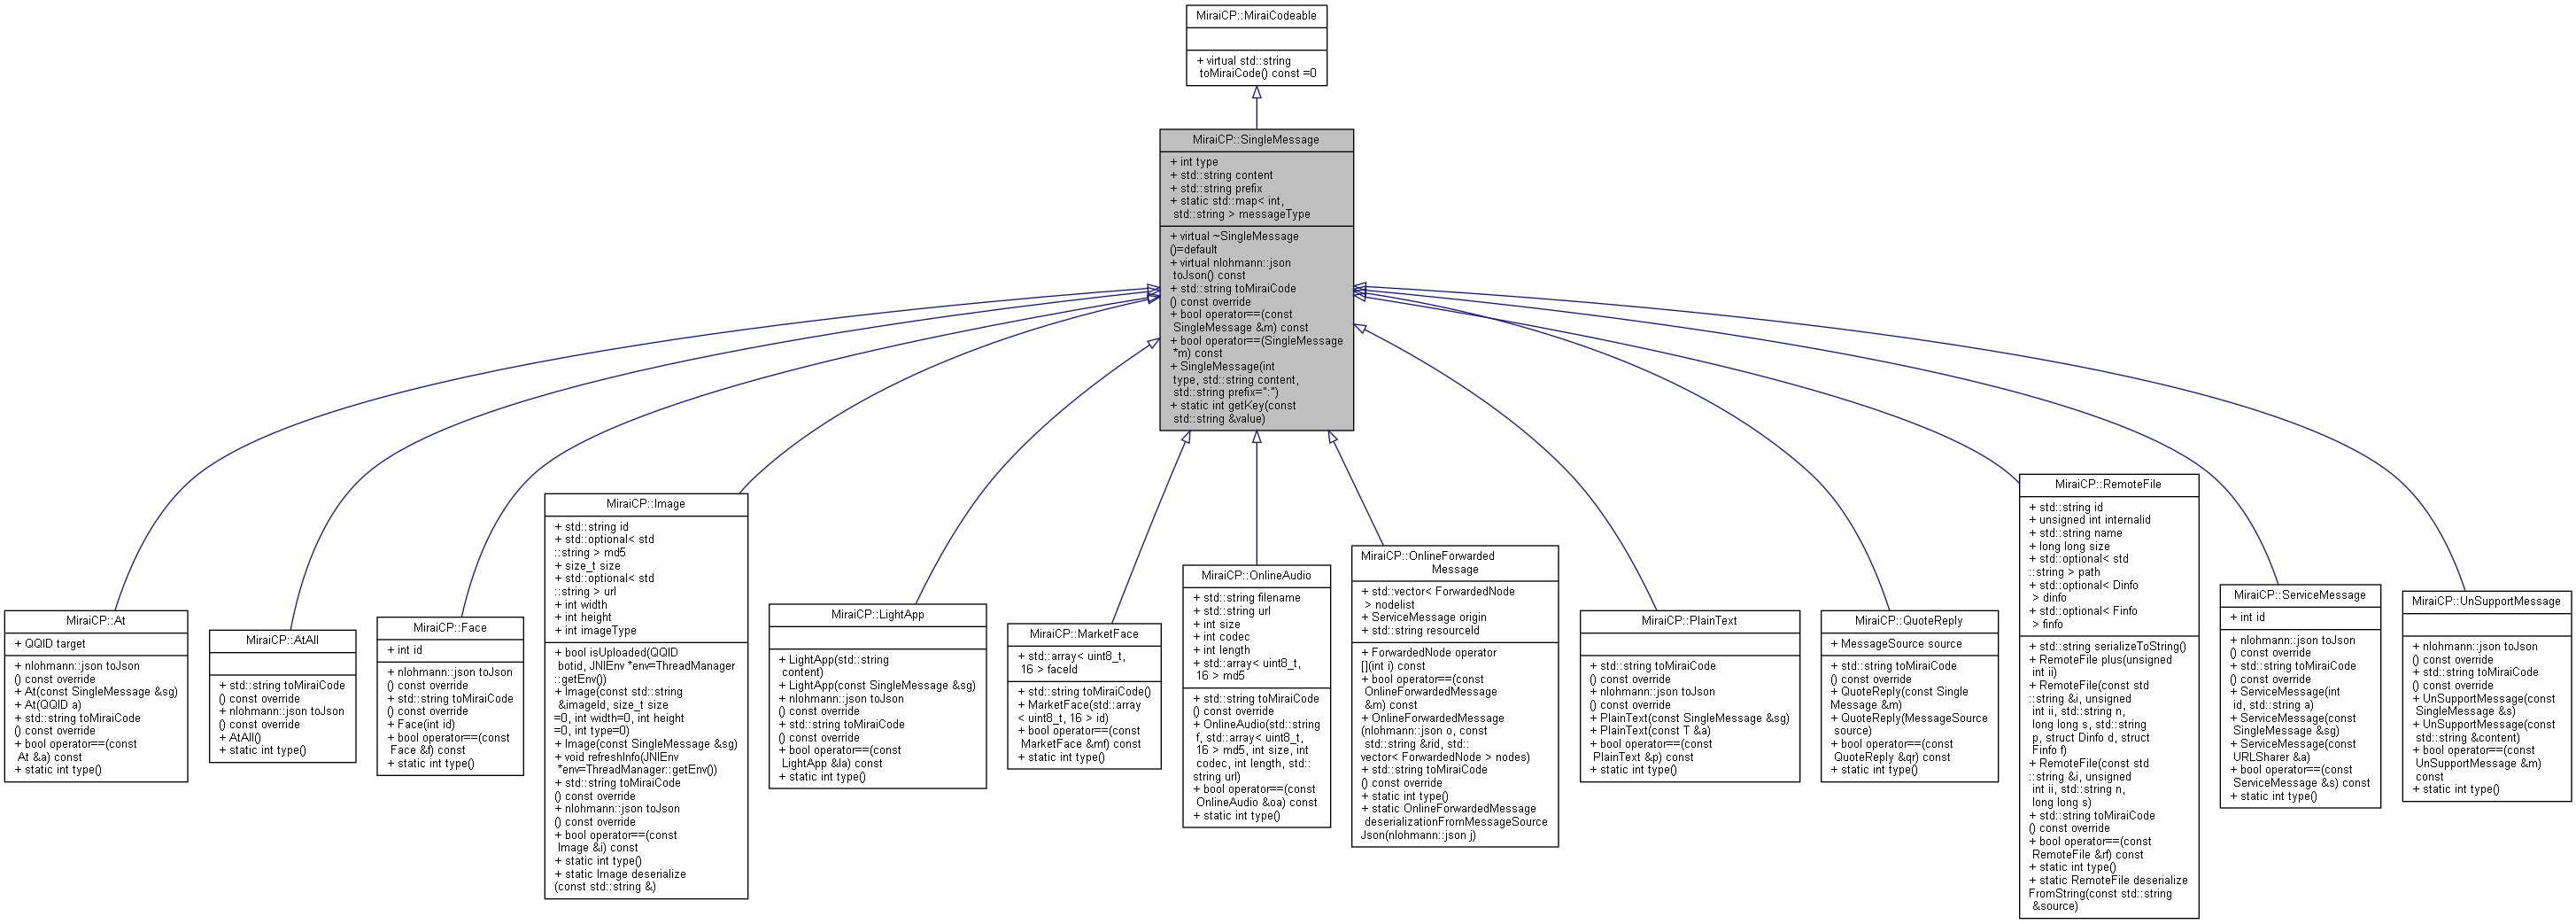 MiraiCP::MiraiCodeable
+ virtual std::string
toMiraiCode() const =0
MiraiCP::SingleMessage
+ int type
+ std::string content
+ std::string prefix
+ static std::map< int,
std::string > messageType
+ virtual ~SingleMessage
()=default
+ virtual nlohmann::json
toJson() const
+ std::string toMiraiCode
() const override
+ bool operator==(const
SingleMessage &m) const
+ bool operator==(SingleMessage
*m) const
+ SingleMessage(int
type, std::string content,
std::string prefix=":")
+ static int getKey(const
std::string &value)
MiraiCP::At
+ QQID target
+ nlohmann::json toJson
() const override
+ At(const SingleMessage &sg)
+ At(QQID a)
+ std::string toMiraiCode
() const override
+ bool operator==(const
At &a) const
+ static int type()
MiraiCP::AtAll
+ std::string toMiraiCode
() const override
+ nlohmann::json toJson
() const override
+ AtAll()
+ static int type()
MiraiCP::Face
+ int id
+ nlohmann::json toJson
() const override
+ std::string toMiraiCode
() const override
+ Face(int id)
+ bool operator==(const
Face &f) const
+ static int type()
MiraiCP::Image
+ std::string id
+ std::optional< std
::string > md5
+ size_t size
+ std::optional< std
::string > url
+ int width
+ int height
+ int imageType
+ bool isUploaded(QQID
botid, JNIEnv *env=ThreadManager
::getEnv())
+ Image(const std::string
&imageId, size_t size
=0, int width=0, int height
=0, int type=0)
+ Image(const SingleMessage &sg)
+ void refreshInfo(JNIEnv
*env=ThreadManager::getEnv())
+ std::string toMiraiCode
() const override
+ nlohmann::json toJson
() const override
+ bool operator==(const
Image &i) const
+ static int type()
+ static Image deserialize
(const std::string &)
MiraiCP::LightApp
+ LightApp(std::string
content)
+ LightApp(const SingleMessage &sg)
+ nlohmann::json toJson
() const override
+ std::string toMiraiCode
() const override
+ bool operator==(const
LightApp &la) const
+ static int type()
MiraiCP::MarketFace
+ std::array< uint8_t,
16 > faceId
+ std::string toMiraiCode()
+ MarketFace(std::array
< uint8_t, 16 > id)
+ bool operator==(const
MarketFace &mf) const
+ static int type()
MiraiCP::OnlineAudio
+ std::string filename
+ std::string url
+ int size
+ int codec
+ int length
+ std::array< uint8_t,
16 > md5
+ std::string toMiraiCode
() const override
+ OnlineAudio(std::string
f, std::array< uint8_t,
16 > md5, int size, int
codec, int length, std::
string url)
+ bool operator==(const
OnlineAudio &oa) const
+ static int type()
MiraiCP::OnlineForwarded
Message
+ std::vector< ForwardedNode
> nodelist
+ ServiceMessage origin
+ std::string resourceId
+ ForwardedNode operator
[](int i) const
+ bool operator==(const
OnlineForwardedMessage
&m) const
+ OnlineForwardedMessage
(nlohmann::json o, const
std::string &rid, std::
vector< ForwardedNode > nodes)
+ std::string toMiraiCode
() const override
+ static int type()
+ static OnlineForwardedMessage
deserializationFromMessageSource
Json(nlohmann::json j)
MiraiCP::PlainText
+ std::string toMiraiCode
() const override
+ nlohmann::json toJson
() const override
+ PlainText(const SingleMessage &sg)
+ PlainText(const T &a)
+ bool operator==(const
PlainText &p) const
+ static int type()
MiraiCP::QuoteReply
+ MessageSource source
+ std::string toMiraiCode
() const override
+ QuoteReply(const Single
Message &m)
+ QuoteReply(MessageSource
source)
+ bool operator==(const
QuoteReply &qr) const
+ static int type()
MiraiCP::RemoteFile
+ std::string id
+ unsigned int internalid
+ std::string name
+ long long size
+ std::optional< std
::string > path
+ std::optional< Dinfo
> dinfo
+ std::optional< Finfo
> finfo
+ std::string serializeToString()
+ RemoteFile plus(unsigned
int ii)
+ RemoteFile(const std
::string &i, unsigned
int ii, std::string n,
long long s, std::string
p, struct Dinfo d, struct
Finfo f)
+ RemoteFile(const std
::string &i, unsigned
int ii, std::string n,
long long s)
+ std::string toMiraiCode
() const override
+ bool operator==(const
RemoteFile &rf) const
+ static int type()
+ static RemoteFile deserialize
FromString(const std::string
&source)
MiraiCP::ServiceMessage
+ int id
+ nlohmann::json toJson
() const override
+ std::string toMiraiCode
() const override
+ ServiceMessage(int
id, std::string a)
+ ServiceMessage(const
SingleMessage &sg)
+ ServiceMessage(const
URLSharer &a)
+ bool operator==(const
ServiceMessage &s) const
+ static int type()
MiraiCP::UnSupportMessage
+ nlohmann::json toJson
() const override
+ std::string toMiraiCode
() const override
+ UnSupportMessage(const
SingleMessage &s)
+ UnSupportMessage(const
std::string &content)
+ bool operator==(const
UnSupportMessage &m)
const
+ static int type()